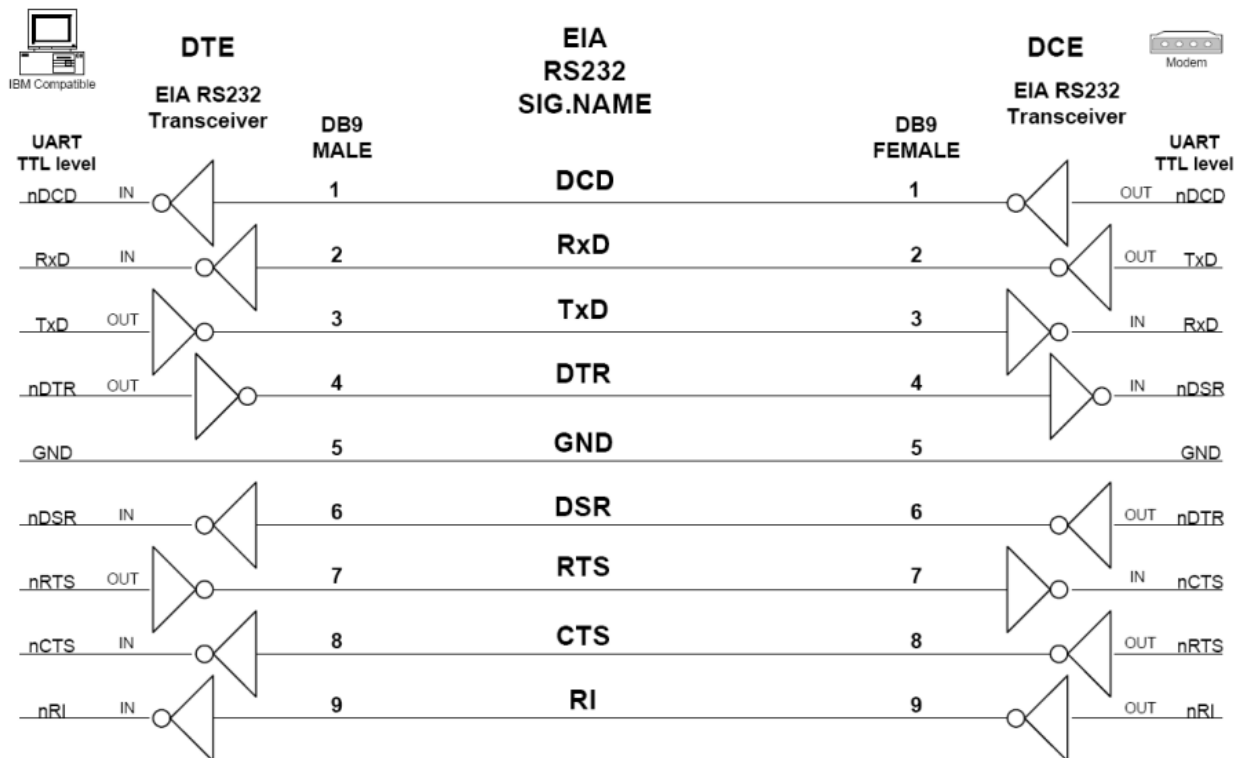 IBM Compatible
DTE
EIA RS232
Transceiver
UART
TTL level
DB9
MALE
EIA
RS232
SIG.NAME
DCE
Modem
EIA RS232
Transceiver
DB9
FEMALE
UART
TTL level
nDCD IN 1 DCD 1 OUT nDCD
RxD IN 2 RxD 2 OUT TxD
TxD OUT 3 TxD 3 IN RxD
nDTR OUT 4 DTR 4 IN nDSR
GND 5 GND 5 GND
nDSR IN 6 DSR 6 OUT nDTR
nRTS OUT 7 RTS 7 IN nCTS
nCTS IN 8 CTS 8 OUT nRTS
nRI IN 9 RI 9 OUT nRI